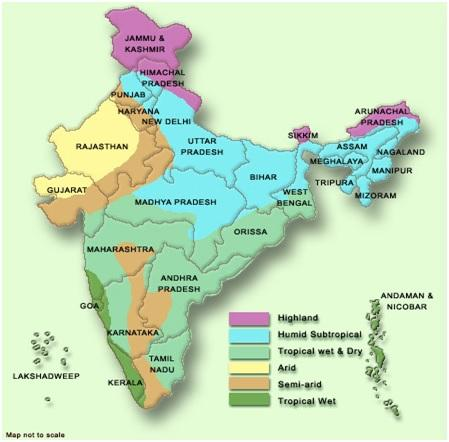 JAMMU &
KASHMIR
HIMACHAL
PRADESH
PUNJAB
HARYANA
NEW DELHI
ARUNACHAL
PRADESH
SIKKIM
RAJASTHAN
UTTAR
PRADESH
ASSAM
NAGALAND
MEGHALAYA
MANIPUR
BIHAR
TRIPURA
MIZORAM
GUJARAT
MADHYA PRADESH
WEST
BENGAL
ORISSA
MAHARASHTRA
ANDHRA
PRADESH
GOA
KARNATAKA
ANDAMAN &
NICOBAR
TAMIL
NADU
KERALA
LAKSHADWEEP
Highland
Humid Subtropical
Tropical wet & Dry
Arid
Semi-arid
Tropical Wet
Map not to scale